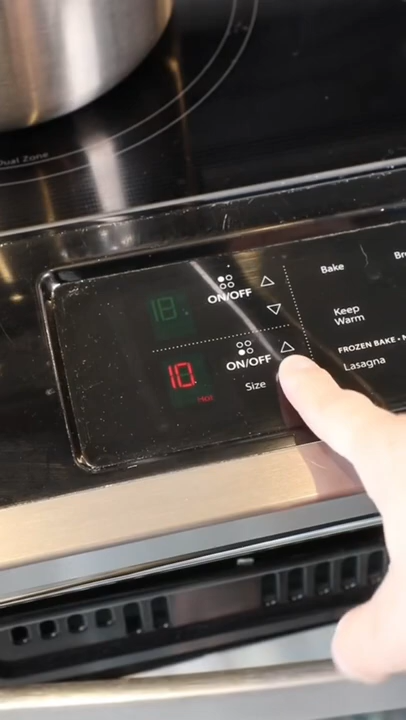 Dual Zone
ON/OFF
Bake
Keep
Warm
ON/OFF
FROZEN BAKE
Lasagna
10.
Size